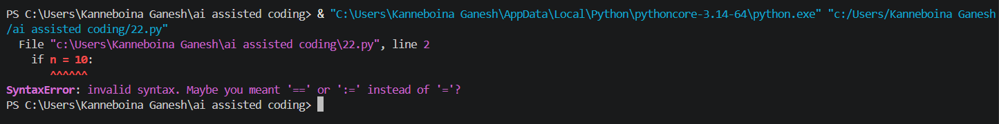 PS C:\Users\Kanneboina Ganesh\ai assisted coding> & "C:\Users\Kanneboina Ganesh\AppData\Local\Python\pythoncore-3.14-64\python.exe" "c:/Users/Kanneboina Ganesh
/ai assisted coding/22.py"
  File "c:\Users\Kanneboina Ganesh\ai assisted coding\22.py", line 2
    if n = 10:
       ^^^^^^
SyntaxError: invalid syntax. Maybe you meant '==' or ':=' instead of '='?
PS C:\Users\Kanneboina Ganesh\ai assisted coding>